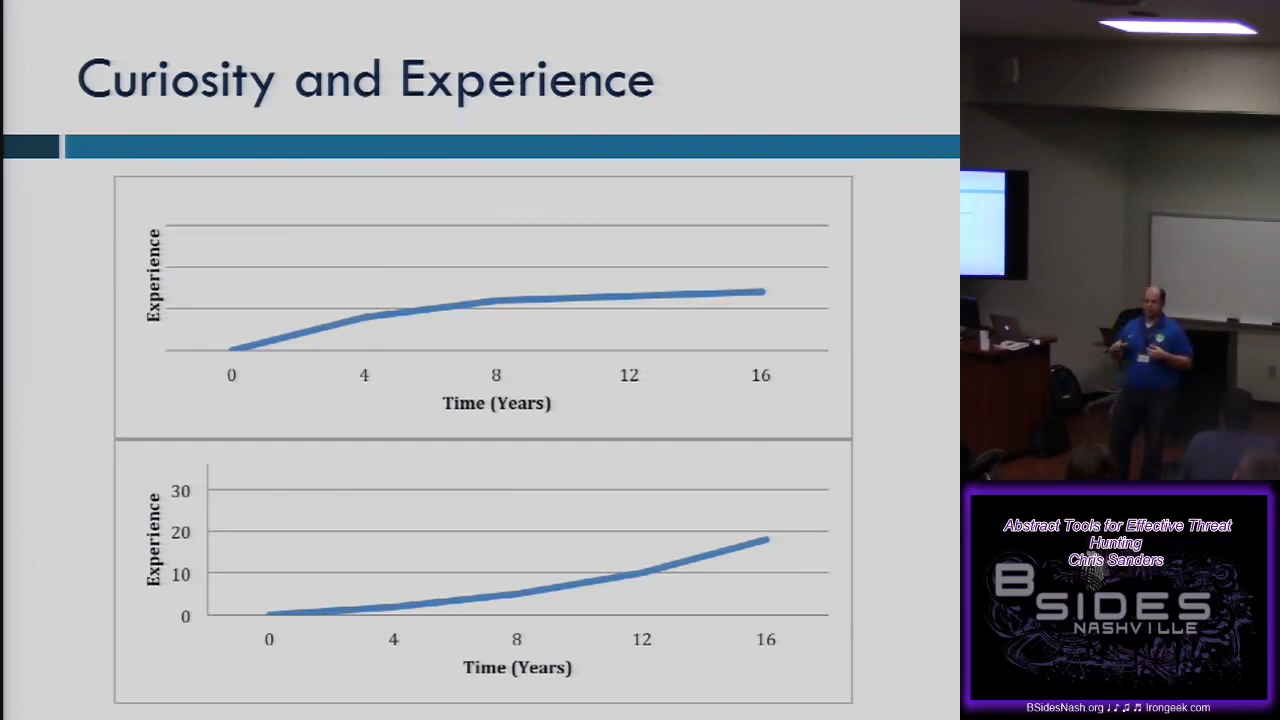 Curiosity and Experience
Experience
0 4 8 12 16
Time (Years)
Experience
30
20
10
0
0 4 8 12 16
Time (Years)
Abstract Tools for Effective Threat
Hunting
Chris Sanders
BSIDES
NASHVILLE
BSidesNash.org ♩ ♪ ♫ ♬ Irongeek.com